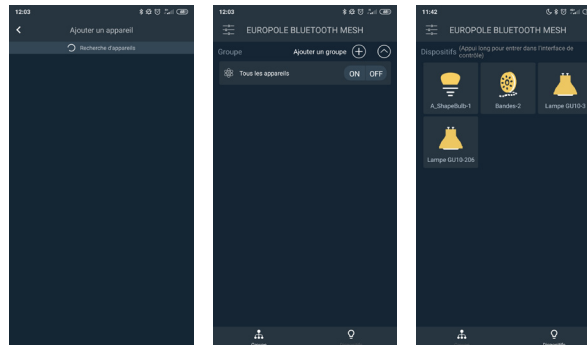 12:03
Ajouter un appareil
Recherche d'appareils
12:03
EUROPOLE BLUETOOTH MESH
Groupe
Ajouter un groupe
Tous les appareils
ON OFF
11:42
EUROPOLE BLUETOOTH MESH
Dispositifs (Appui long pour entrer dans l'interface de
contrôle)
A_ShapeBulb-1
Bandes-2
Lampe GU10-3
Lampe GU10-206